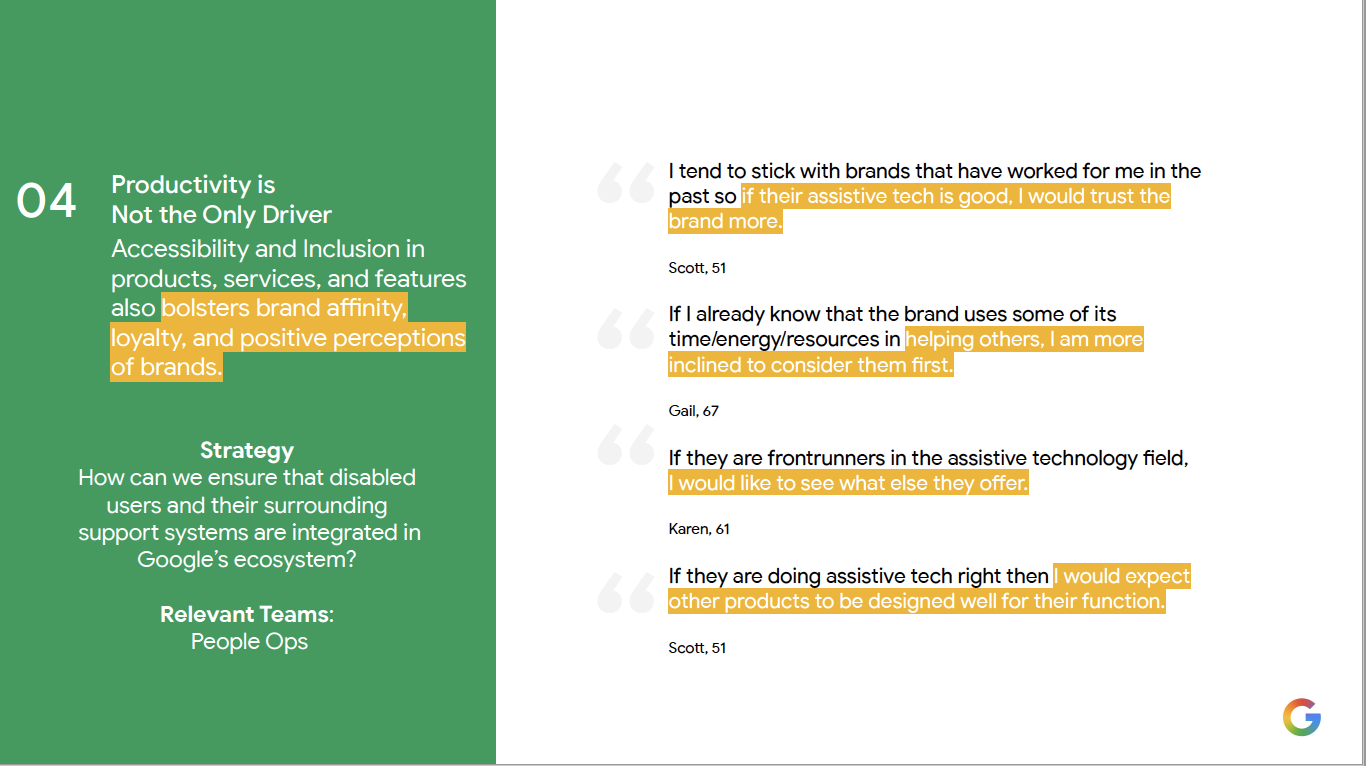 04
Productivity is
Not the Only Driver
Accessibility and Inclusion in
products, services, and features
also bolsters brand affinity,
loyalty, and positive perceptions
of brands.
Strategy
How can we ensure that disabled
users and their surrounding
support systems are integrated in
Google’s ecosystem?
Relevant Teams:
People Ops
I tend to stick with brands that have worked for me in the
past so if their assistive tech is good, I would trust the
brand more.
Scott, 51
If I already know that the brand uses some of its
time/energy/resources in helping others, I am more
inclined to consider them first.
Gail, 67
If they are frontrunners in the assistive technology field,
I would like to see what else they offer.
Karen, 61
If they are doing assistive tech right then I would expect
other products to be designed well for their function.
Scott, 51